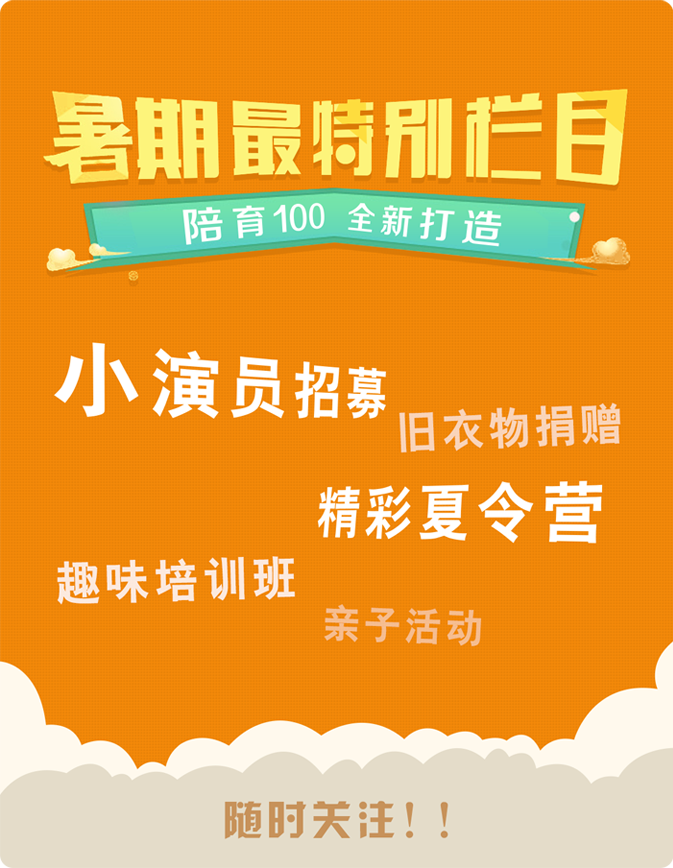 暑期最特别栏目
陪育100 全新打造
小演员招募
旧衣物捐赠
精彩夏令营
趣味培训班
亲子活动
随时关注！！